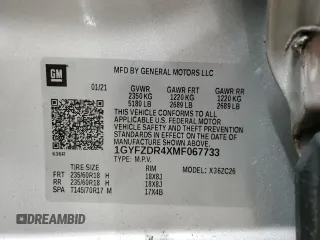 GM
MFD BY GENERAL MOTORS LLC
01/21
GVWR GAWR FRT GAWR RR
2350 KG 1220 KG 1220 KG
5180 LB 2689 LB 2689 LB
THIS VEHICLE CONFORMS TO ALL APPLICABLE U.S.
FEDERAL MOTOR VEHICLE SAFETY, BUMPER, AND
THEFT PREVENTION STANDARDS IN EFFECT ON THE
DATE OF MANUFACTURE SHOWN ABOVE.
1GYFZDR4XMF067733
TYPE: M.P.V.
MODEL: X36ZC26
TIRE SIZE RIM
FRT 235/60R18 H 18X8J
RR 235/60R18 H 18X8J
SPA T145/70R17 M 17X4B